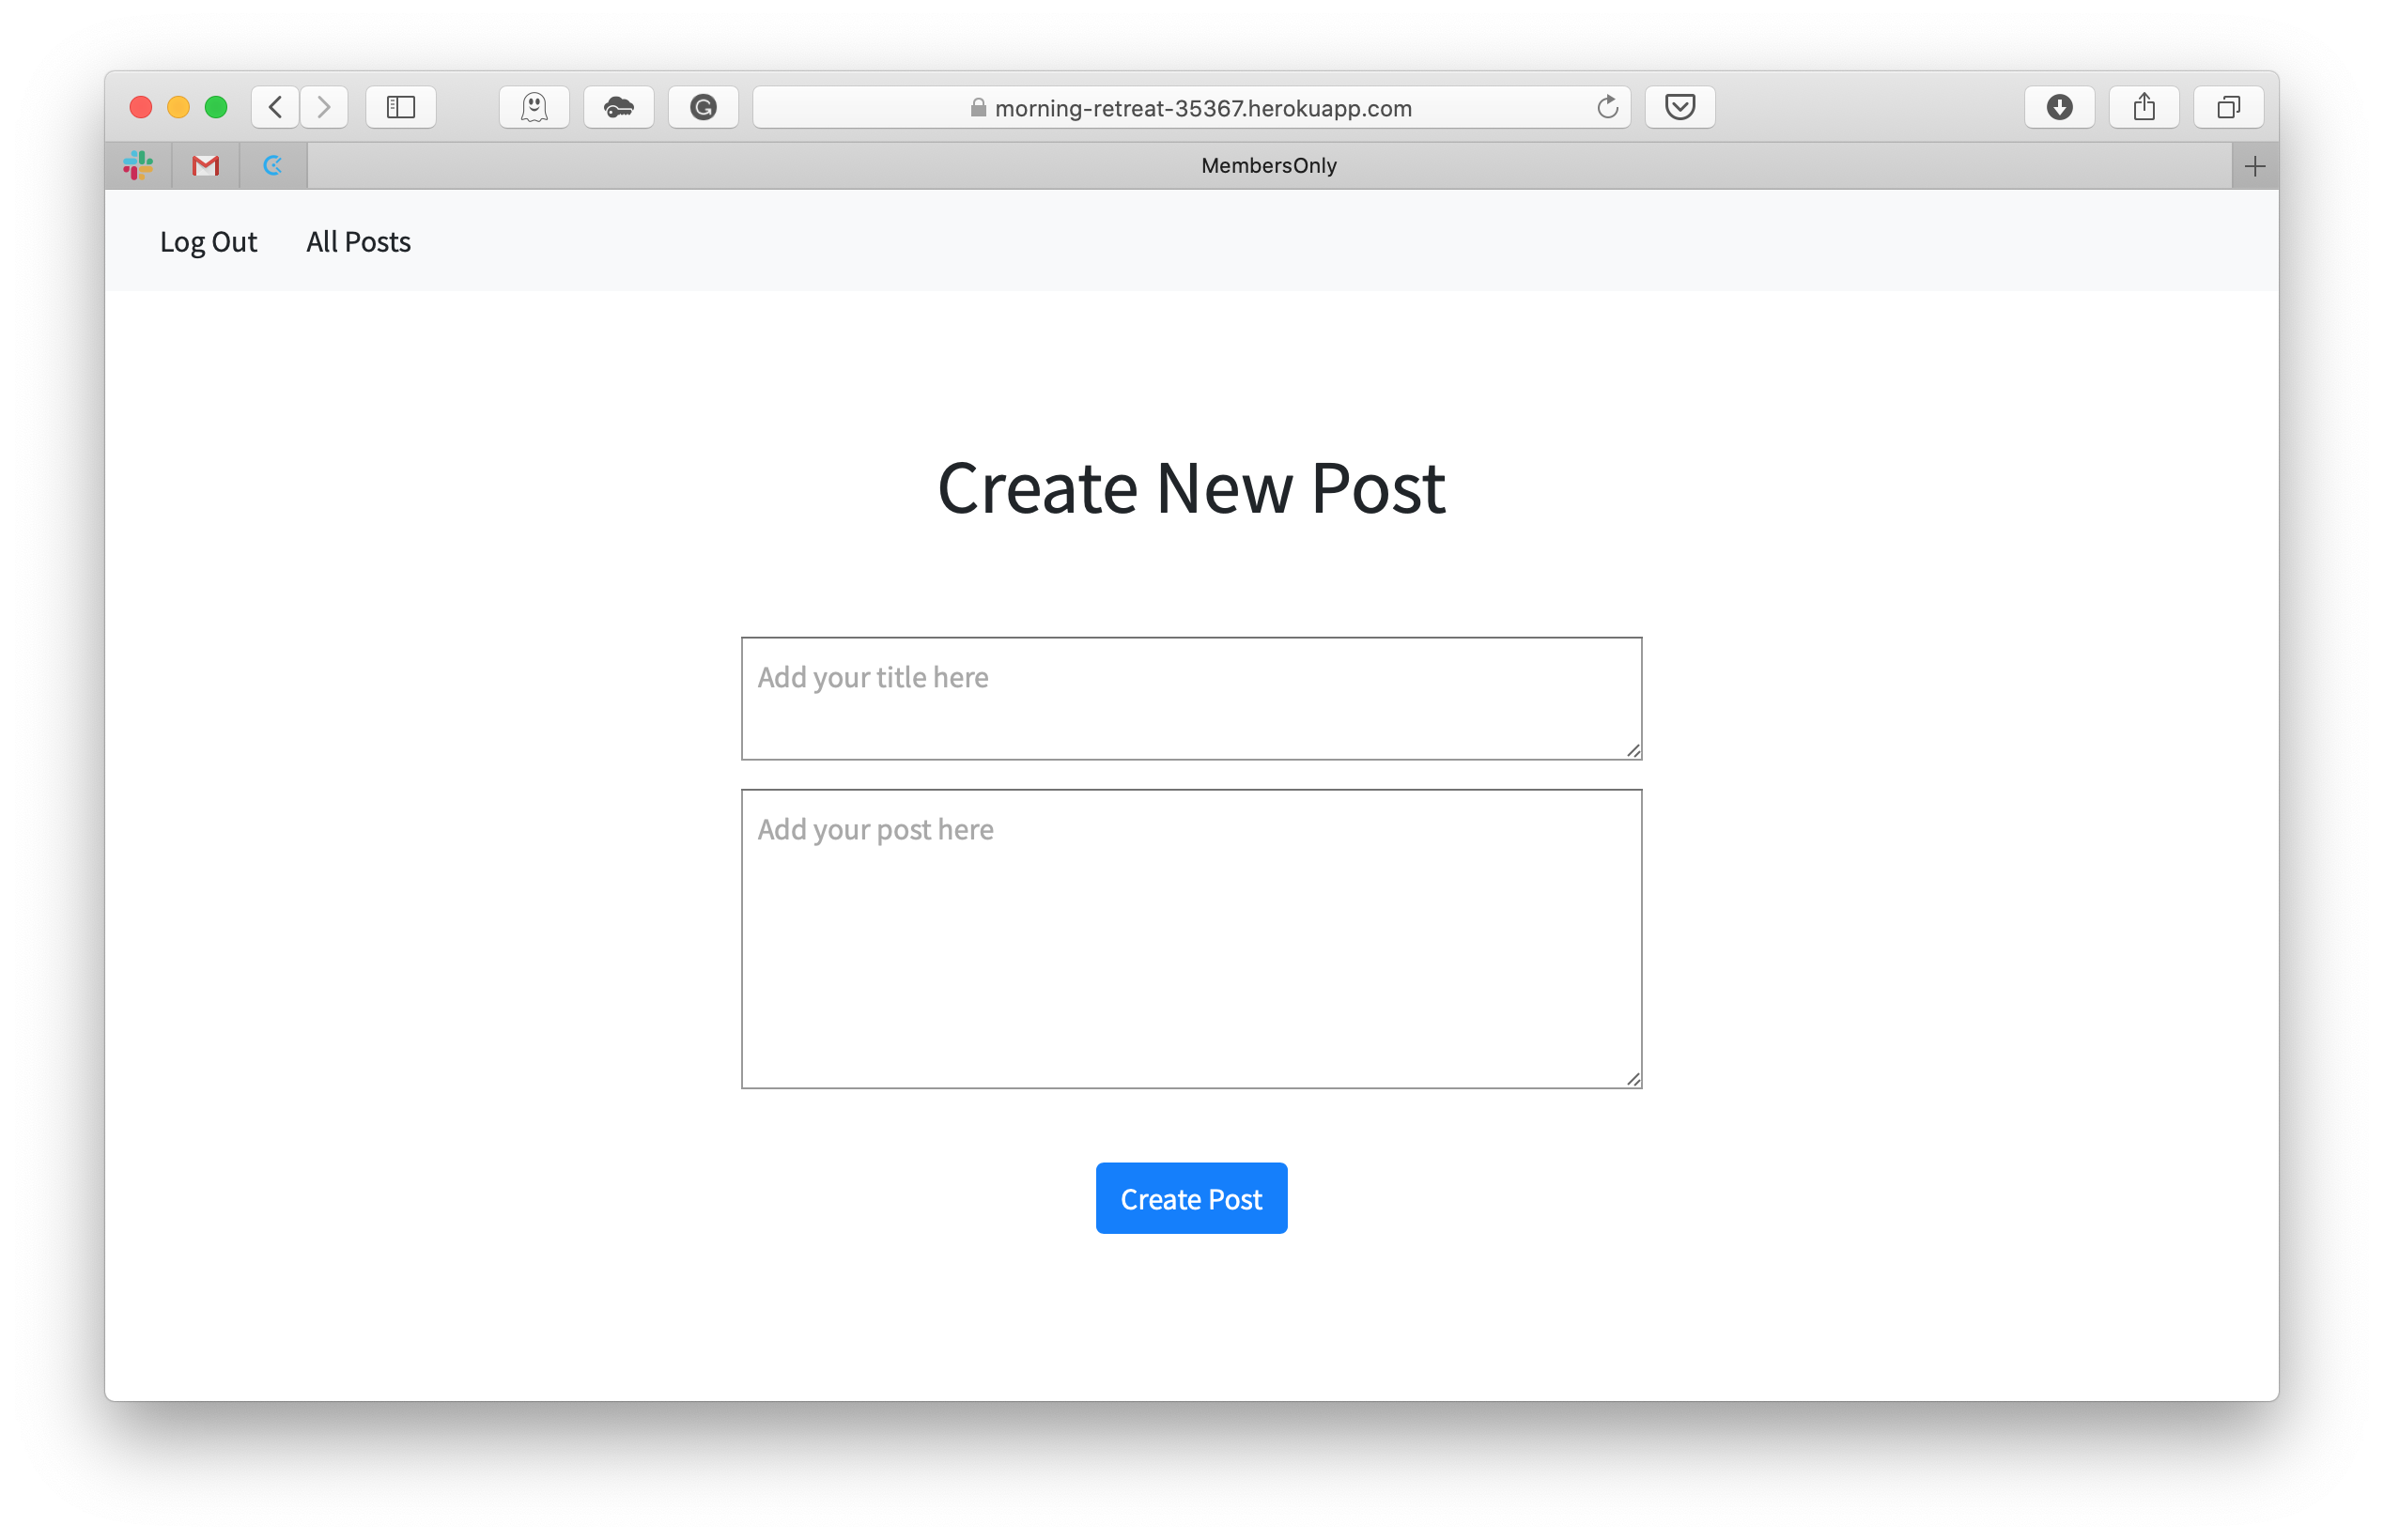 morning-retreat-35367.herokuapp.com
MembersOnly
Log Out All Posts
Create New Post
Add your title here
Add your post here
Create Post